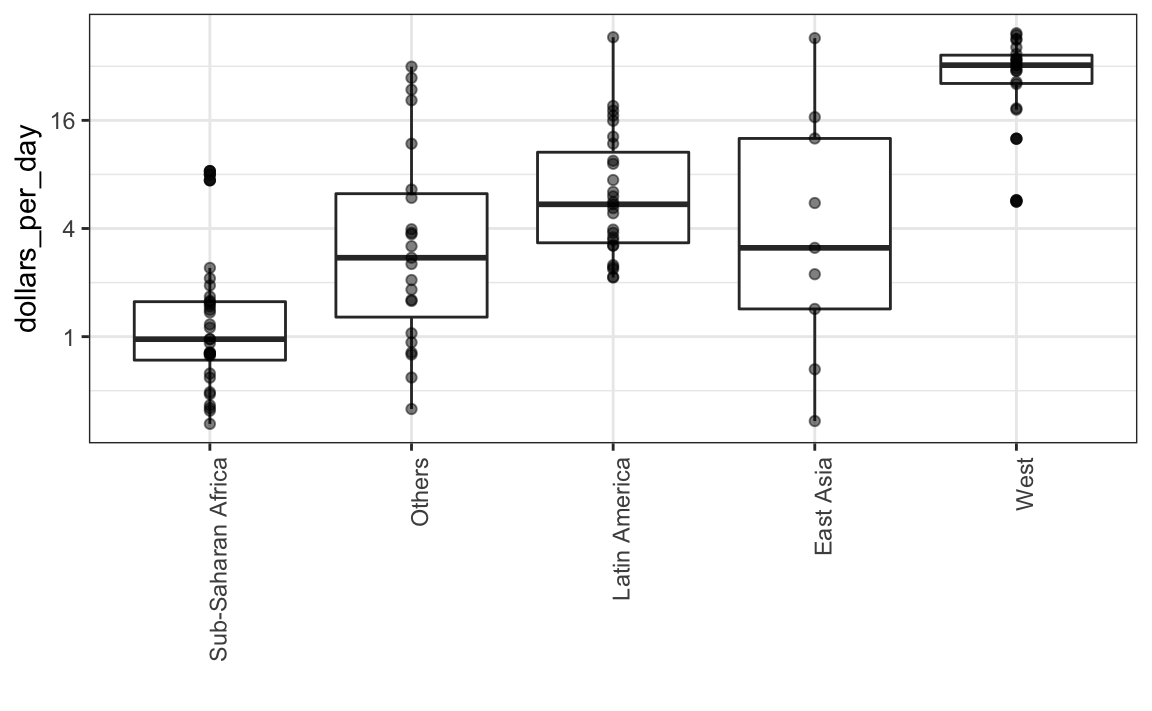 dollars_per_day
16
4
1
Sub-Saharan Africa
Others
Latin America
East Asia
West